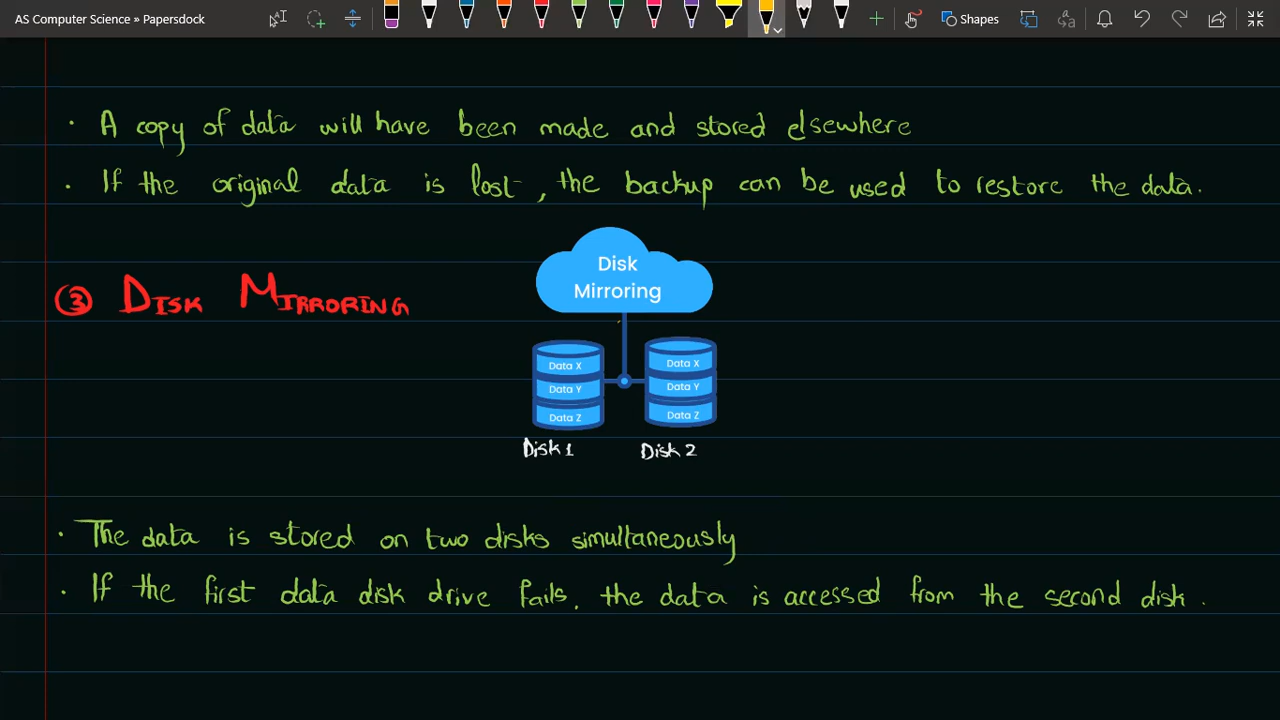 AS Computer Science » Papersdock
Shapes
• A copy of data will have been made and stored elsewhere
• If the original data is lost, the backup can be used to restore the data.
③ DISK MIRRORING
Disk
Mirroring
Data X
Data Y
Data Z
Data X
Data Y
Data Z
Disk 1
Disk 2
• The data is stored on two disks simultaneously
• If the first data disk drive fails, the data is accessed from the second disk.